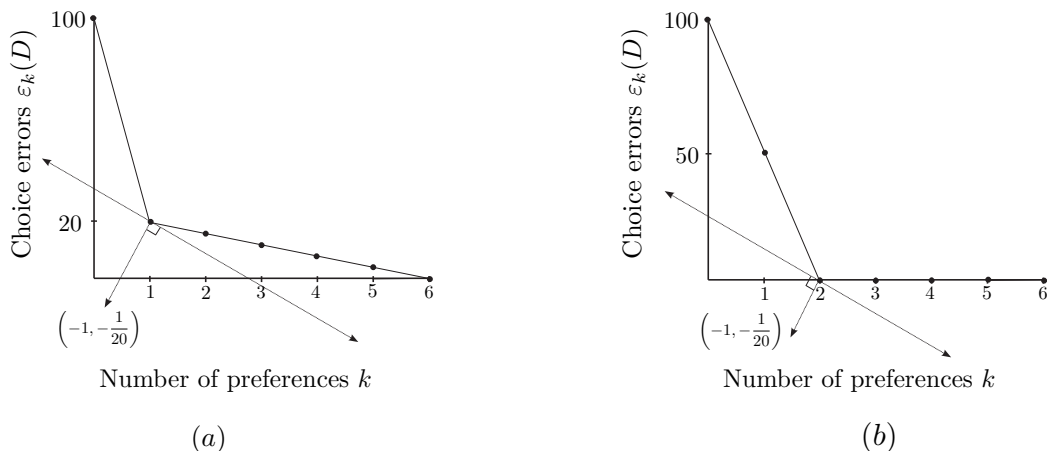 100
Choice errors ε_k(D)
20
1 2 3 4 5 6
(−1, −1/20)
Number of preferences k
(a)
100
Choice errors ε_k(D)
50
1 2 3 4 5 6
(−1, −1/20)
Number of preferences k
(b)